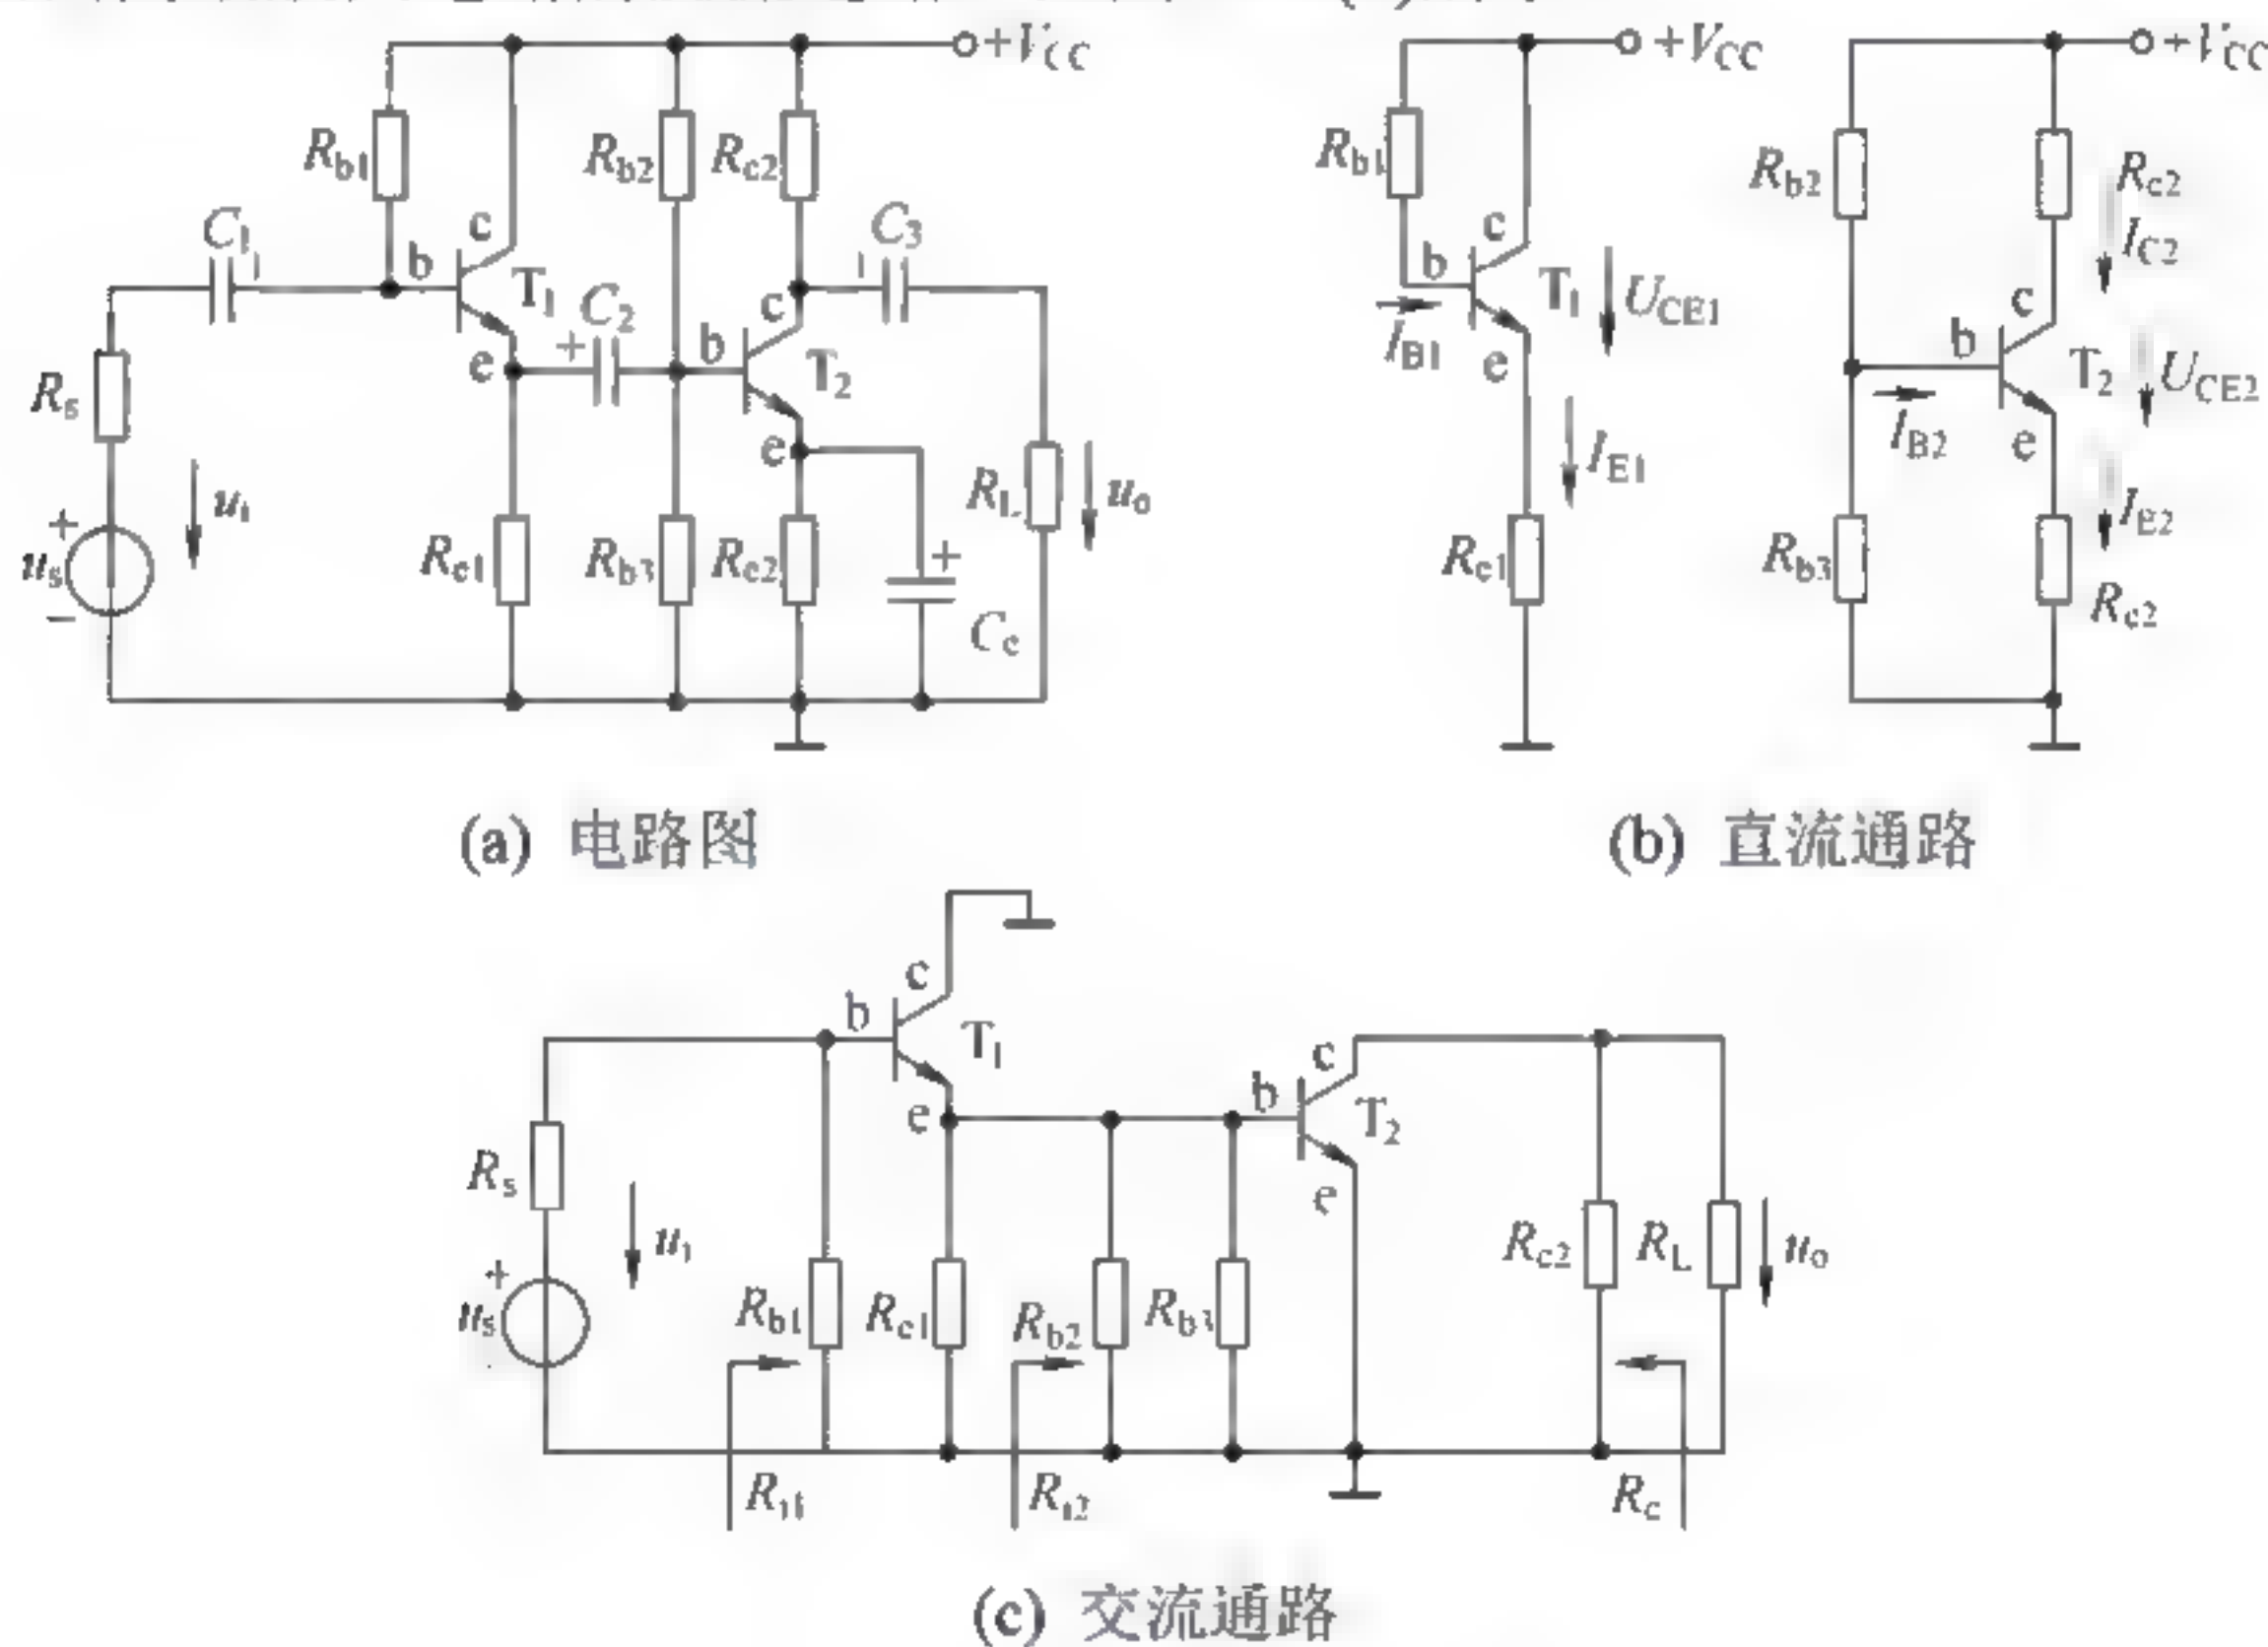 +VCC
Rb1
Rb2
Rc2
C1
b
c
T1
e
+
C2
b
c
T2
e
C3
Rs
ui
+
us
−
Re1
Rb3
Re2
+
Ce
RL
uo
(a) 电路图
+VCC
Rb1
b
c
T1
e
IB1
UCE1
IE1
Re1
+VCC
Rb2
Rc2
IC2
b
c
T2
e
IB2
UCE2
IE2
Rb3
Re2
(b) 直流通路
b
c
T1
e
b
c
T2
e
Rs
ui
+
us
Rb1
Re1
Rb2
Rb3
Rc2
RL
uo
Ri1
Ri2
Ro
(c) 交流通路